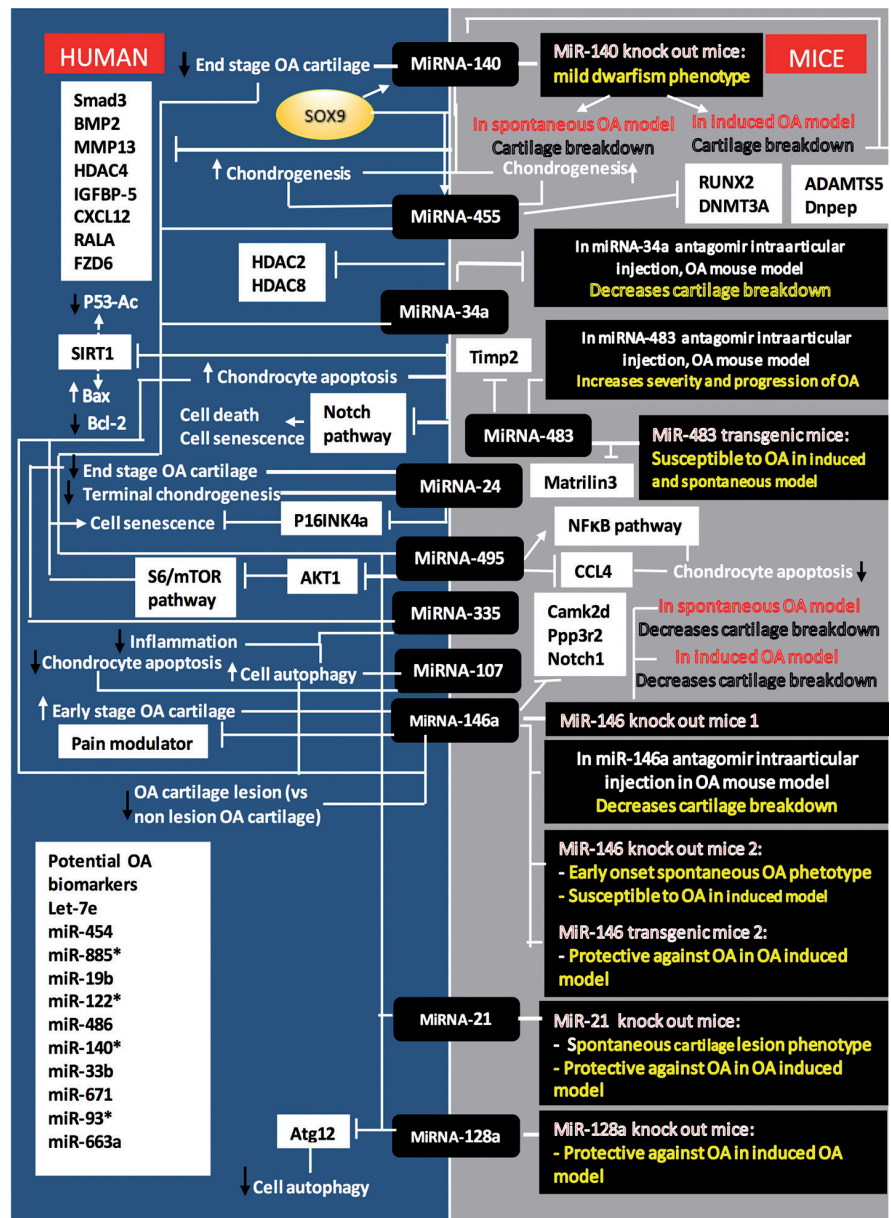 HUMAN
MICE
End stage OA cartilage
MiRNA-140
MiR-140 knock out mice:
mild dwarfism phenotype
SOX9
Smad3
BMP2
MMP13
HDAC4
IGFBP-5
CXCL12
RALA
FZD6
In spontaneous OA model
Cartilage breakdown
In induced OA model
Cartilage breakdown
Chondrogenesis
Chondrogenesis
MiRNA-455
RUNX2
DNMT3A
ADAMTS5
Dnpep
HDAC2
HDAC8
In miRNA-34a antagomir intraarticular
injection, OA mouse model
Decreases cartilage breakdown
P53-Ac
MiRNA-34a
SIRT1
Timp2
In miRNA-483 antagomir intraarticular
injection, OA mouse model
Increases severity and progression of OA
Chondrocyte apoptosis
Bax
Bcl-2
Cell death
Cell senescence
Notch
pathway
MiRNA-483
MiR-483 transgenic mice:
Susceptible to OA in induced
and spontaneous model
End stage OA cartilage
Terminal chondrogenesis
MiRNA-24
Matrilin3
Cell senescence
P16INK4a
NFκB pathway
MiRNA-495
S6/mTOR
pathway
AKT1
CCL4
Chondrocyte apoptosis
MiRNA-335
Camk2d
Ppp3r2
Notch1
In spontaneous OA model
Decreases cartilage breakdown
In induced OA model
Decreases cartilage breakdown
Inflammation
Chondrocyte apoptosis
Cell autophagy
MiRNA-107
Early stage OA cartilage
MiRNA-146a
MiR-146 knock out mice 1
Pain modulator
In miR-146a antagomir intraarticular
injection in OA mouse model
Decreases cartilage breakdown
OA cartilage lesion (vs
non lesion OA cartilage)
MiR-146 knock out mice 2:
- Early onset spontaneous OA phetotype
- Susceptible to OA in induced model
MiR-146 transgenic mice 2:
- Protective against OA in OA induced
model
Potential OA
biomarkers
Let-7e
miR-454
miR-885*
miR-19b
miR-122*
miR-486
miR-140*
miR-33b
miR-671
miR-93*
miR-663a
MiRNA-21
MiR-21 knock out mice:
- Spontaneous cartilage lesion phenotype
- Protective against OA in OA induced
model
Atg12
MiRNA-128a
MiR-128a knock out mice:
- Protective against OA in induced OA
model
Cell autophagy